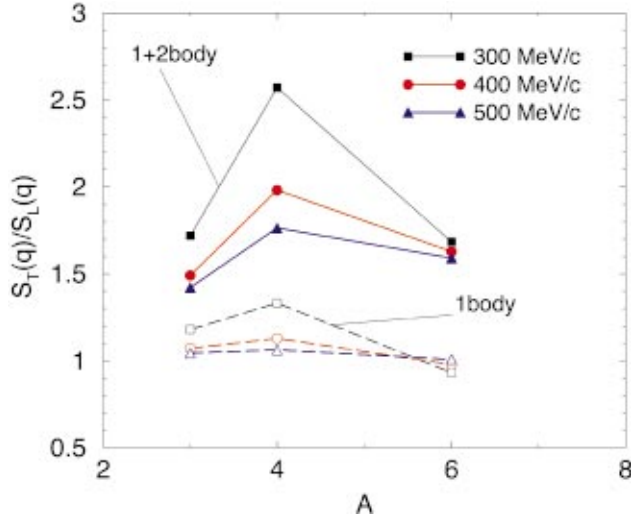 3
1+2body
300 MeV/c
400 MeV/c
500 MeV/c
2.5
2
S_T(q)/S_L(q)
1.5
1body
1
0.5
2
4
6
8
A